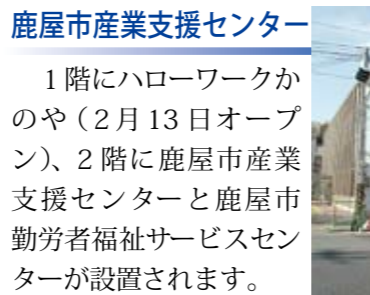 鹿屋市産業支援センター
　１階にハローワークか
のや（２月13日オープ
ン）、２階に鹿屋市産業
支援センターと鹿屋市
勤労者福祉サービスセン
ターが設置されます。